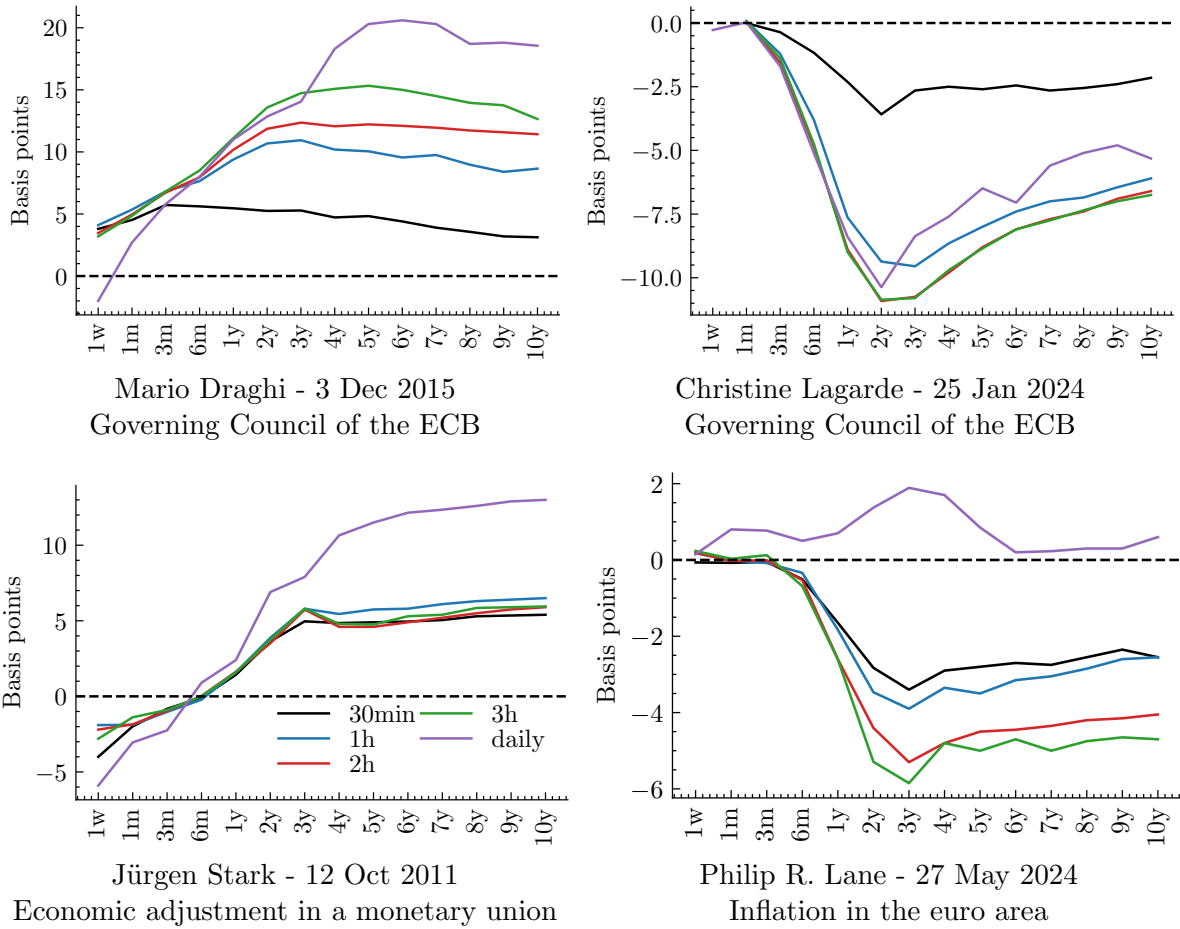 20
15
10
5
0
Basis points
1w
1m
3m
6m
1y
2y
3y
4y
5y
6y
7y
8y
9y
10y
Mario Draghi - 3 Dec 2015
Governing Council of the ECB
0.0
−2.5
−5.0
−7.5
−10.0
Basis points
1w
1m
3m
6m
1y
2y
3y
4y
5y
6y
7y
8y
9y
10y
Christine Lagarde - 25 Jan 2024
Governing Council of the ECB
10
5
0
−5
Basis points
30min
1h
2h
3h
daily
1w
1m
3m
6m
1y
2y
3y
4y
5y
6y
7y
8y
9y
10y
Jürgen Stark - 12 Oct 2011
Economic adjustment in a monetary union
2
0
−2
−4
−6
Basis points
1w
1m
3m
6m
1y
2y
3y
4y
5y
6y
7y
8y
9y
10y
Philip R. Lane - 27 May 2024
Inflation in the euro area